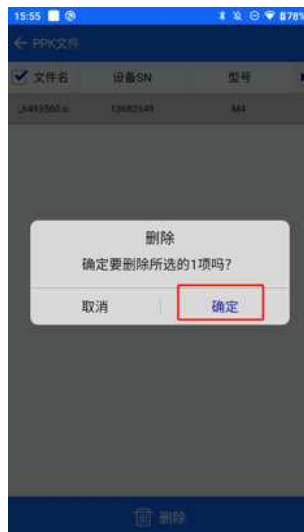 15:55 78%
PPK文件
文件名 设备SN 型号
M4
删除
确定要删除所选的1项吗?
取消 确定
删除